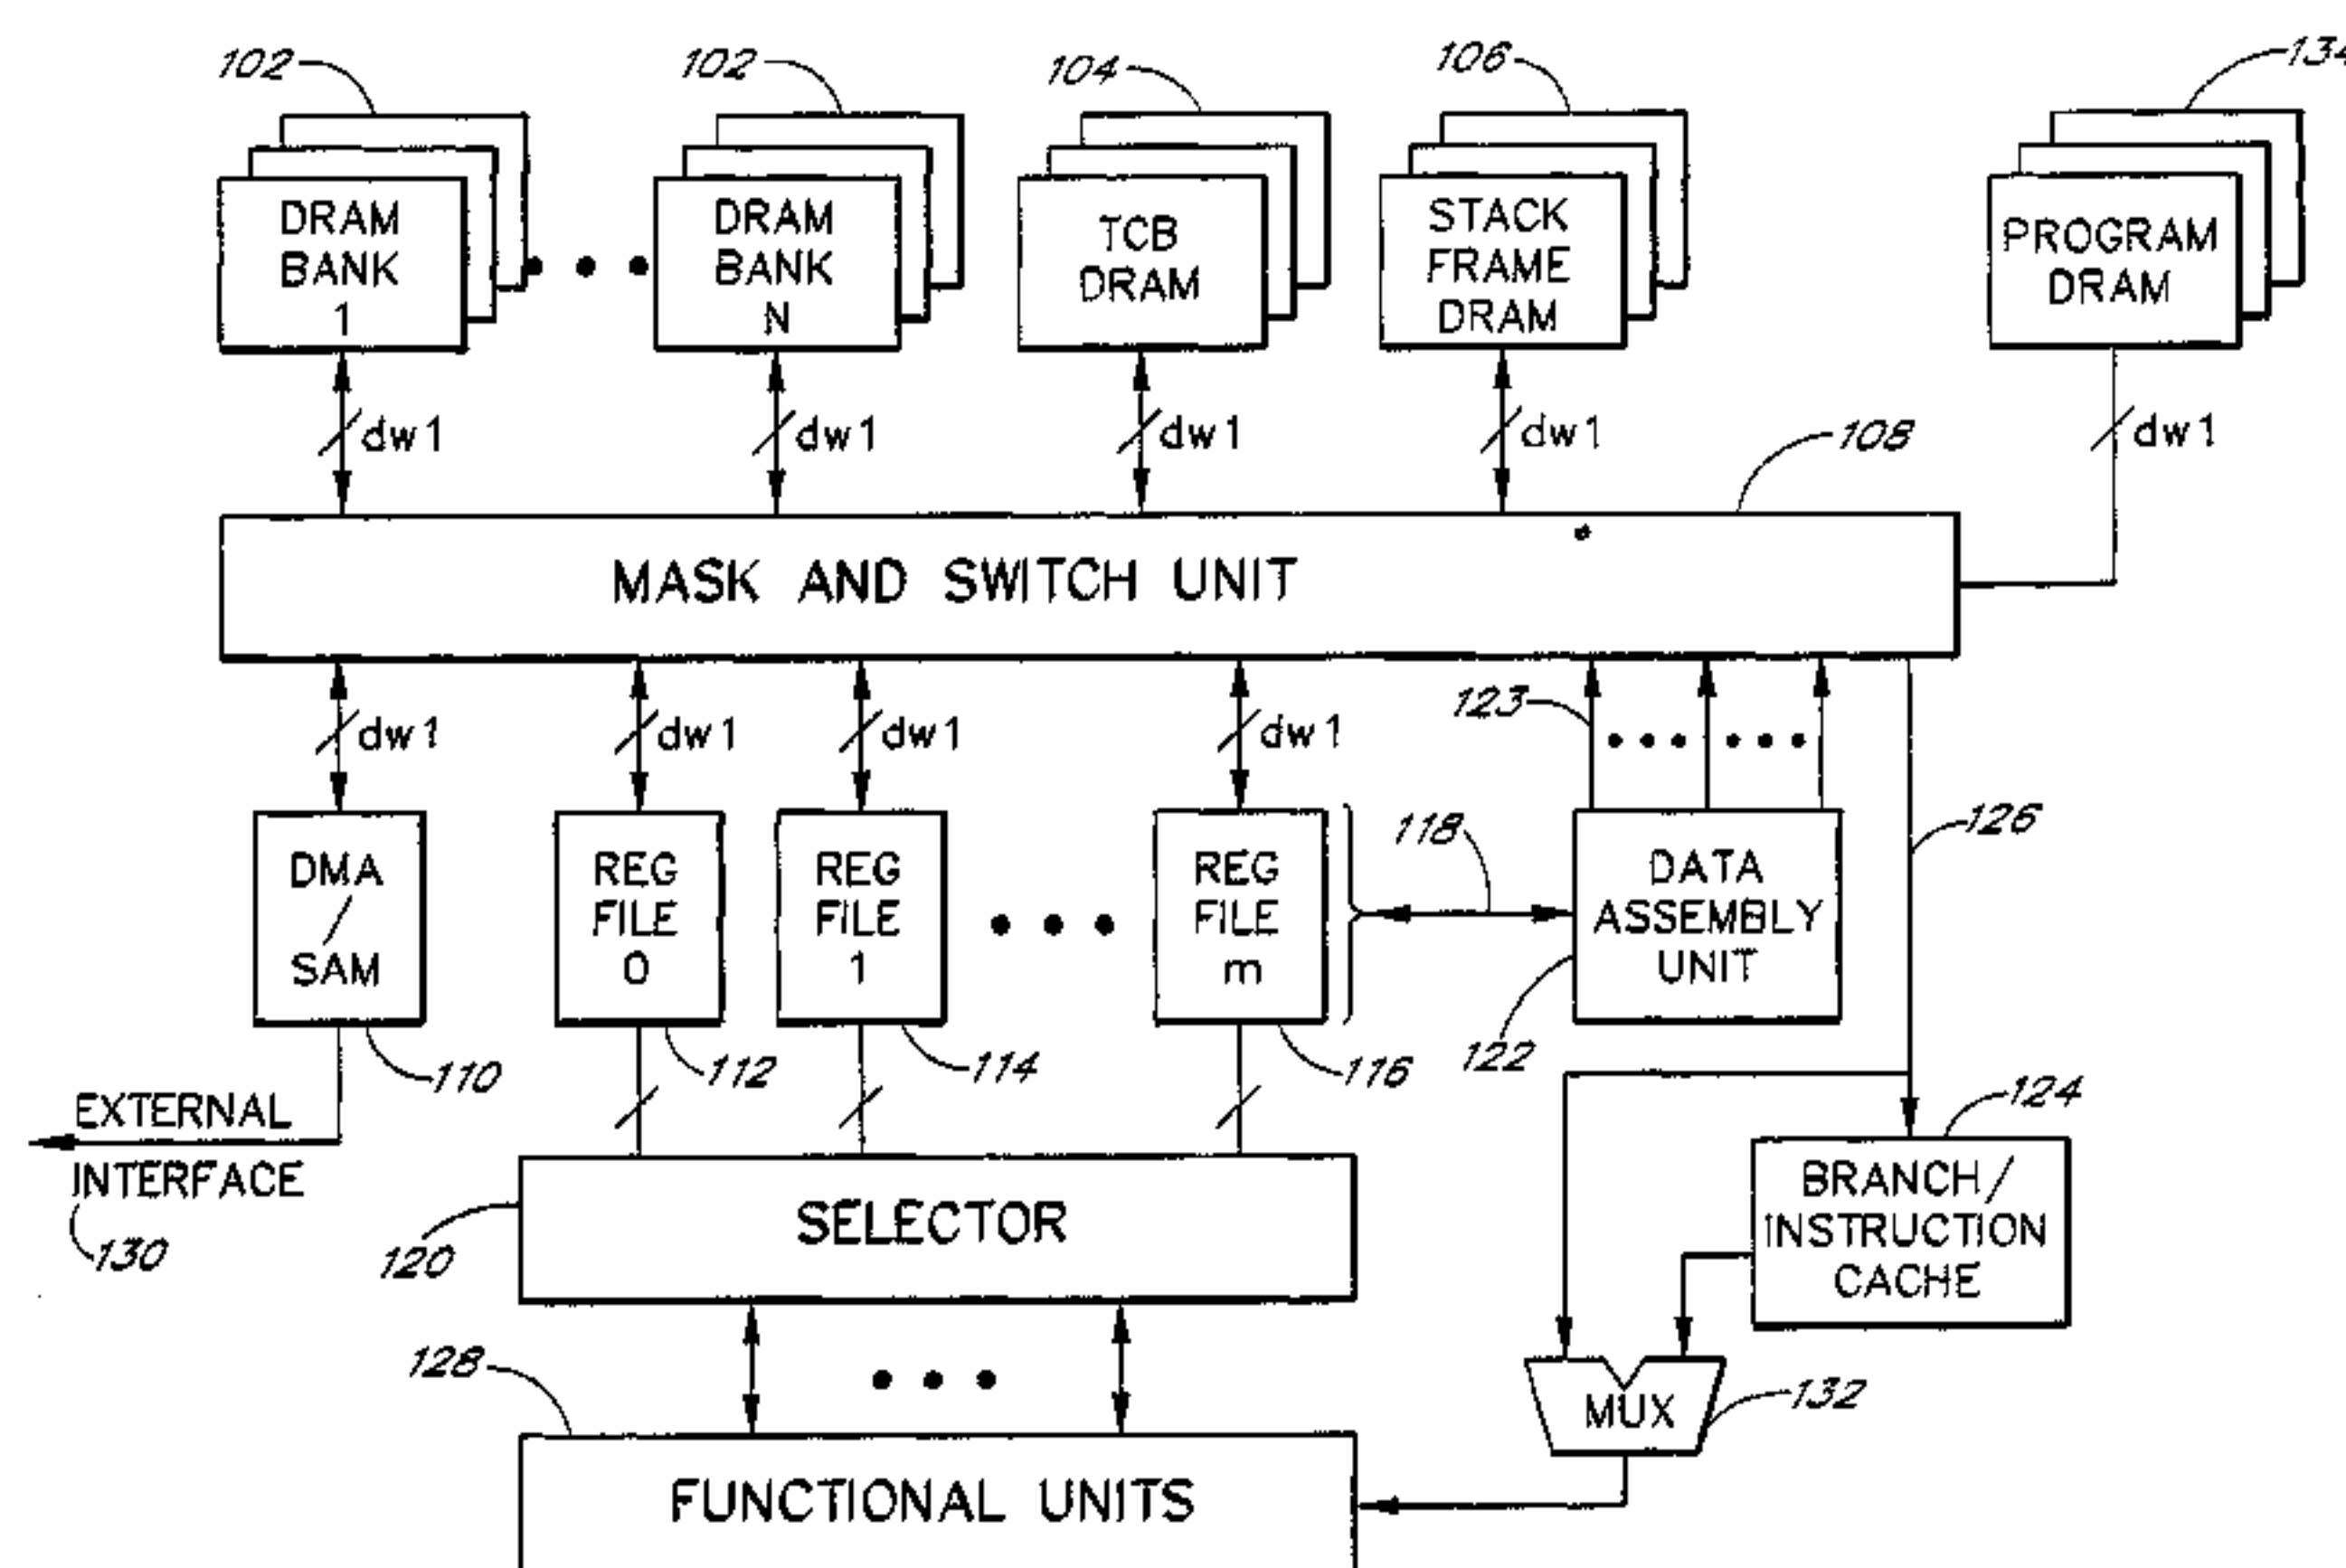 102
102
104
106
134
DRAM
BANK
1
DRAM
BANK
N
TCB
DRAM
STACK
FRAME
DRAM
PROGRAM
DRAM
dw1
dw1
dw1
dw1
dw1
108
MASK AND SWITCH UNIT
dw1
dw1
dw1
dw1
123
126
118
DMA
/
SAM
REG
FILE
0
REG
FILE
1
REG
FILE
m
DATA
ASSEMBLY
UNIT
110
112
114
116
122
124
EXTERNAL
INTERFACE
130
120
SELECTOR
BRANCH/
INSTRUCTION
CACHE
128
MUX
132
FUNCTIONAL UNITS